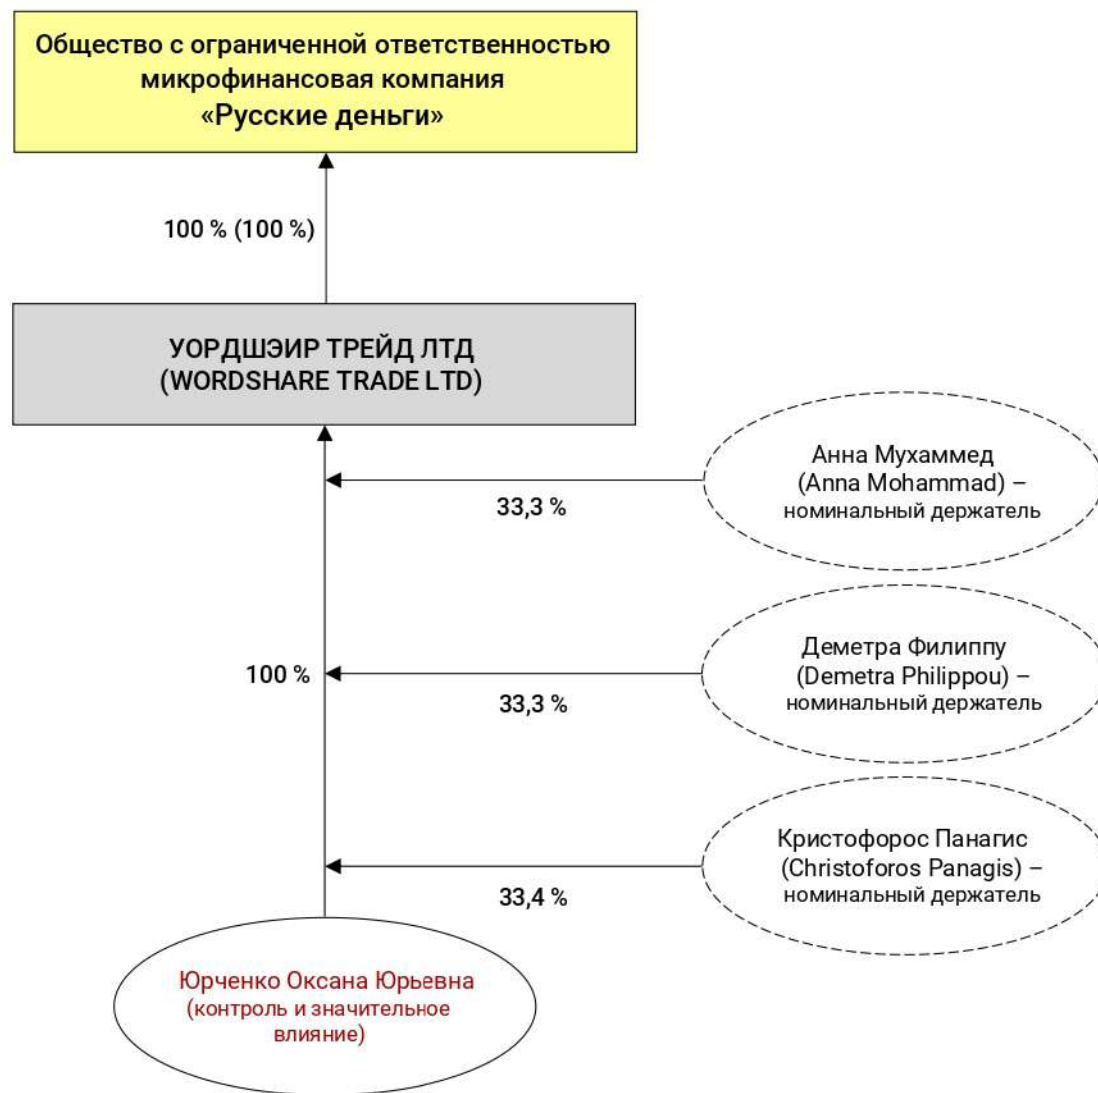 Общество с ограниченной ответственностью
микрофинансовая компания
«Русские деньги»
100 % (100 %)
УОРДШЭИР ТРЕЙД ЛТД
(WORDSHARE TRADE LTD)
Анна Мухаммед
(Anna Mohammad) –
номинальный держатель
33,3 %
Деметра Филиппу
(Demetra Philippou) –
номинальный держатель
100 %
33,3 %
Кристофорос Панагис
(Christoforos Panagis) –
номинальный держатель
33,4 %
Юрченко Оксана Юрьевна
(контроль и значительное
влияние)